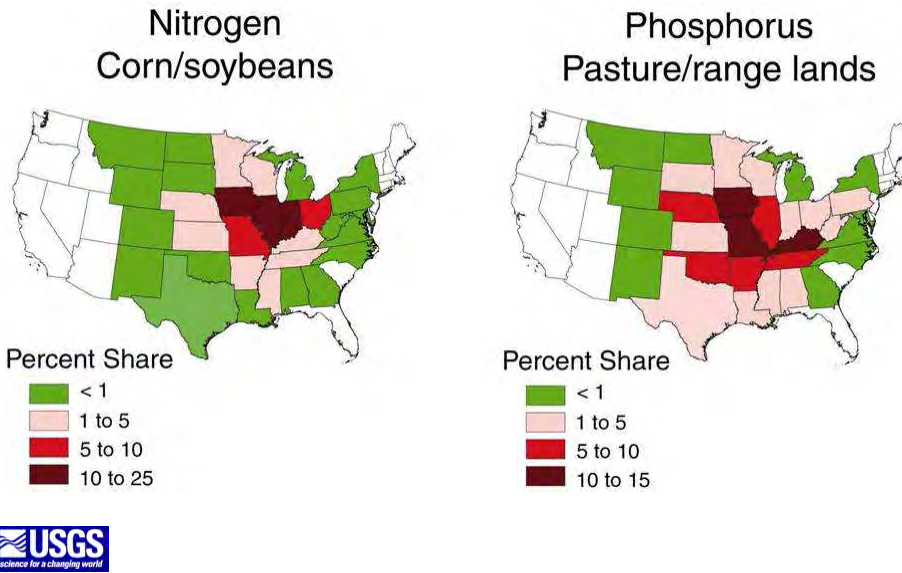 Nitrogen
Corn/soybeans
Percent Share
< 1
1 to 5
5 to 10
10 to 25
Phosphorus
Pasture/range lands
Percent Share
< 1
1 to 5
5 to 10
10 to 15
USGS
science for a changing world